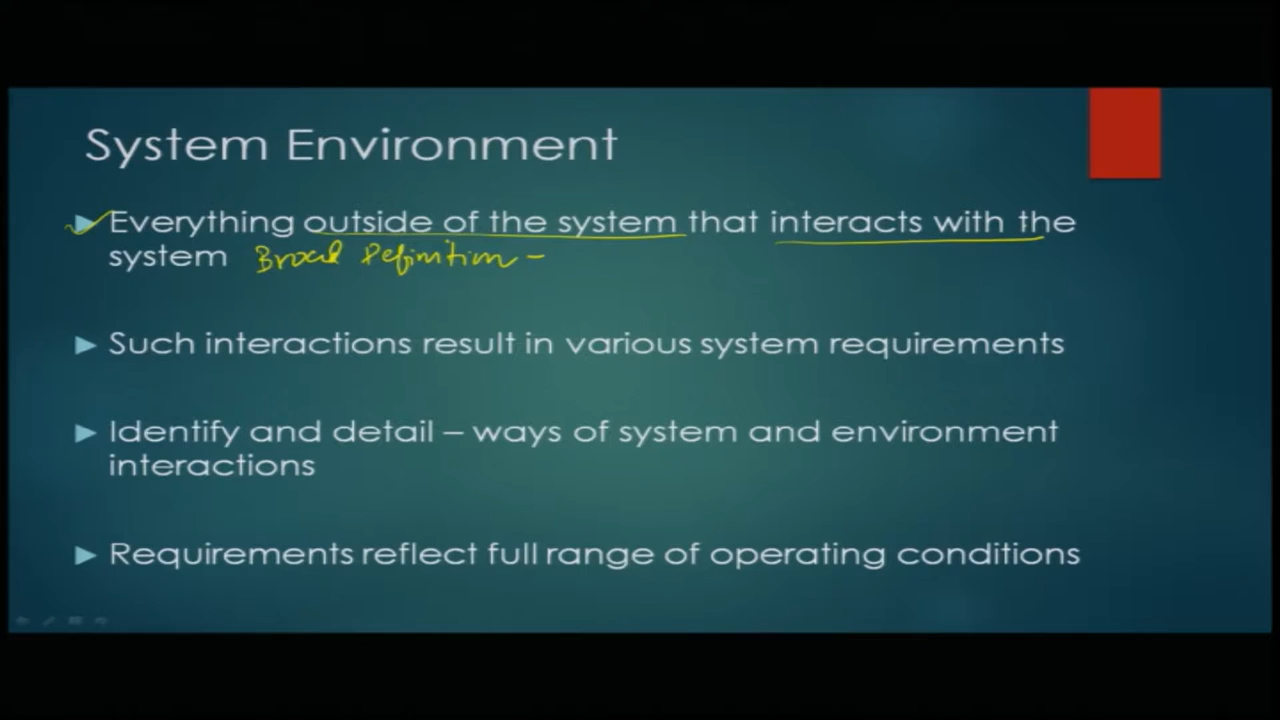 System Environment
Everything outside of the system that interacts with the
system Broad Definition -
Such interactions result in various system requirements
Identify and detail – ways of system and environment
interactions
Requirements reflect full range of operating conditions